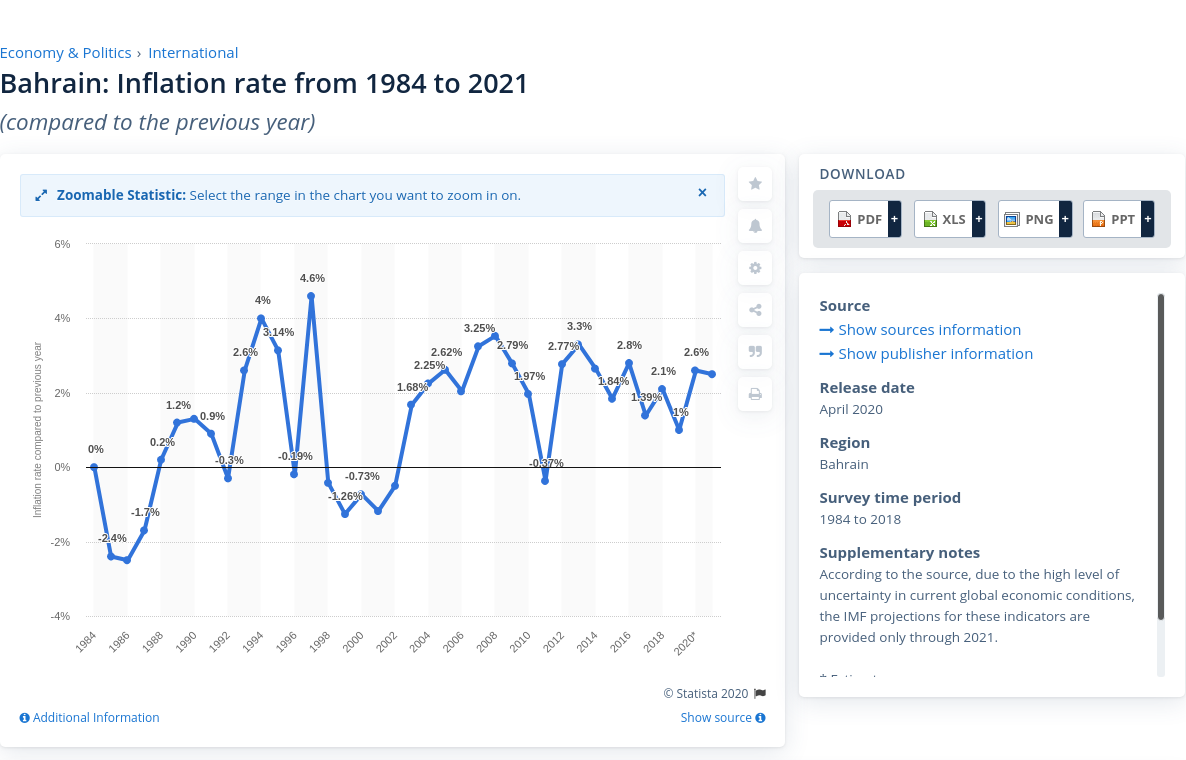 Economy & Politics › International
Bahrain: Inflation rate from 1984 to 2021
(compared to the previous year)
Zoomable Statistic: Select the range in the chart you want to zoom in on. ×
Inflation rate compared to previous year
6%
4%
2%
0%
-2%
-4%
0%
-2.4%
-1.7%
0.2%
1.2%
0.9%
-0.3%
2.6%
4%
3.14%
-0.19%
4.6%
-1.26%
-0.73%
1.68%
2.25%
2.62%
3.25%
2.79%
1.97%
-0.37%
2.77%
3.3%
1.84%
2.8%
1.39%
2.1%
1%
2.6%
1984
1986
1988
1990
1992
1994
1996
1998
2000
2002
2004
2006
2008
2010
2012
2014
2016
2018
2020*
© Statista 2020
Additional Information
Show source
DOWNLOAD
PDF + XLS + PNG + PPT +
Source
Show sources information
Show publisher information
Release date
April 2020
Region
Bahrain
Survey time period
1984 to 2018
Supplementary notes
According to the source, due to the high level of
uncertainty in current global economic conditions,
the IMF projections for these indicators are
provided only through 2021.